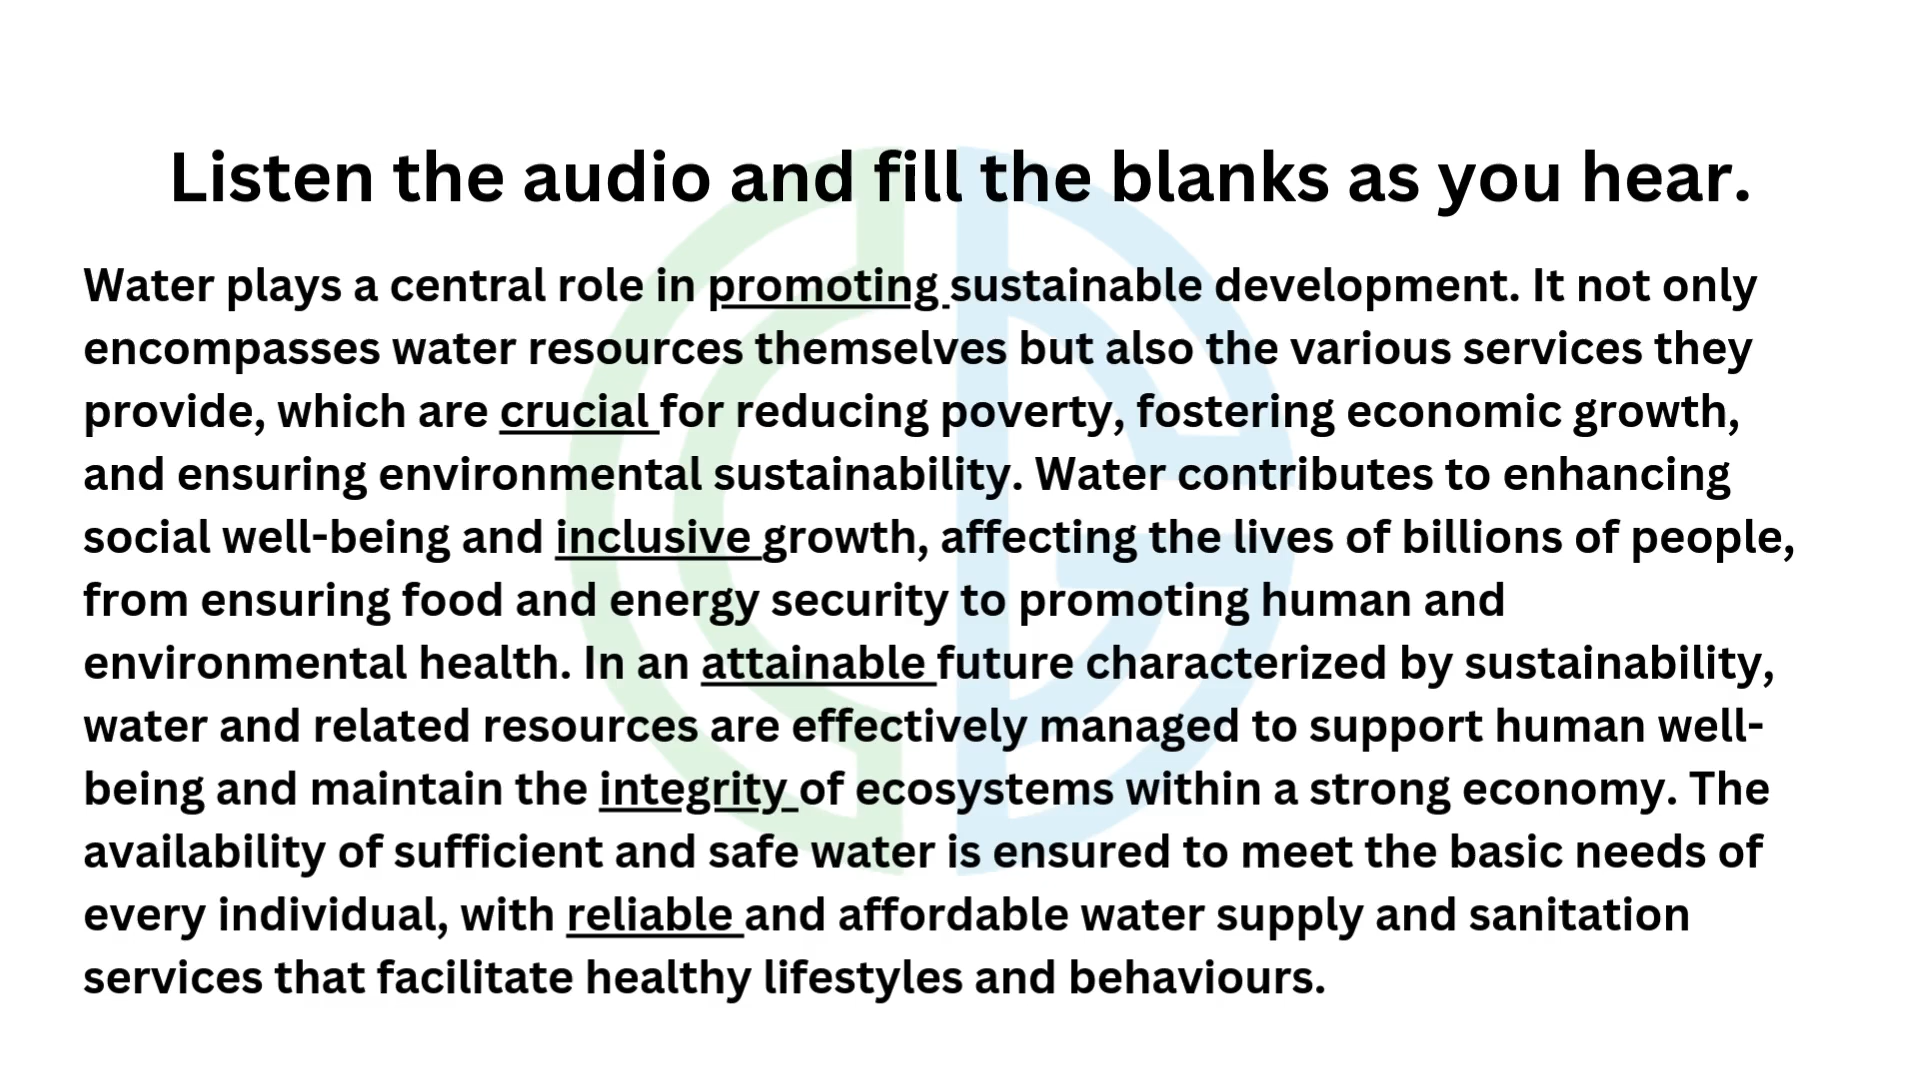 Listen the audio and fill the blanks as you hear.
Water plays a central role in promoting sustainable development. It not only
encompasses water resources themselves but also the various services they
provide, which are crucial for reducing poverty, fostering economic growth,
and ensuring environmental sustainability. Water contributes to enhancing
social well-being and inclusive growth, affecting the lives of billions of people,
from ensuring food and energy security to promoting human and
environmental health. In an attainable future characterized by sustainability,
water and related resources are effectively managed to support human well-
being and maintain the integrity of ecosystems within a strong economy. The
availability of sufficient and safe water is ensured to meet the basic needs of
every individual, with reliable and affordable water supply and sanitation
services that facilitate healthy lifestyles and behaviours.